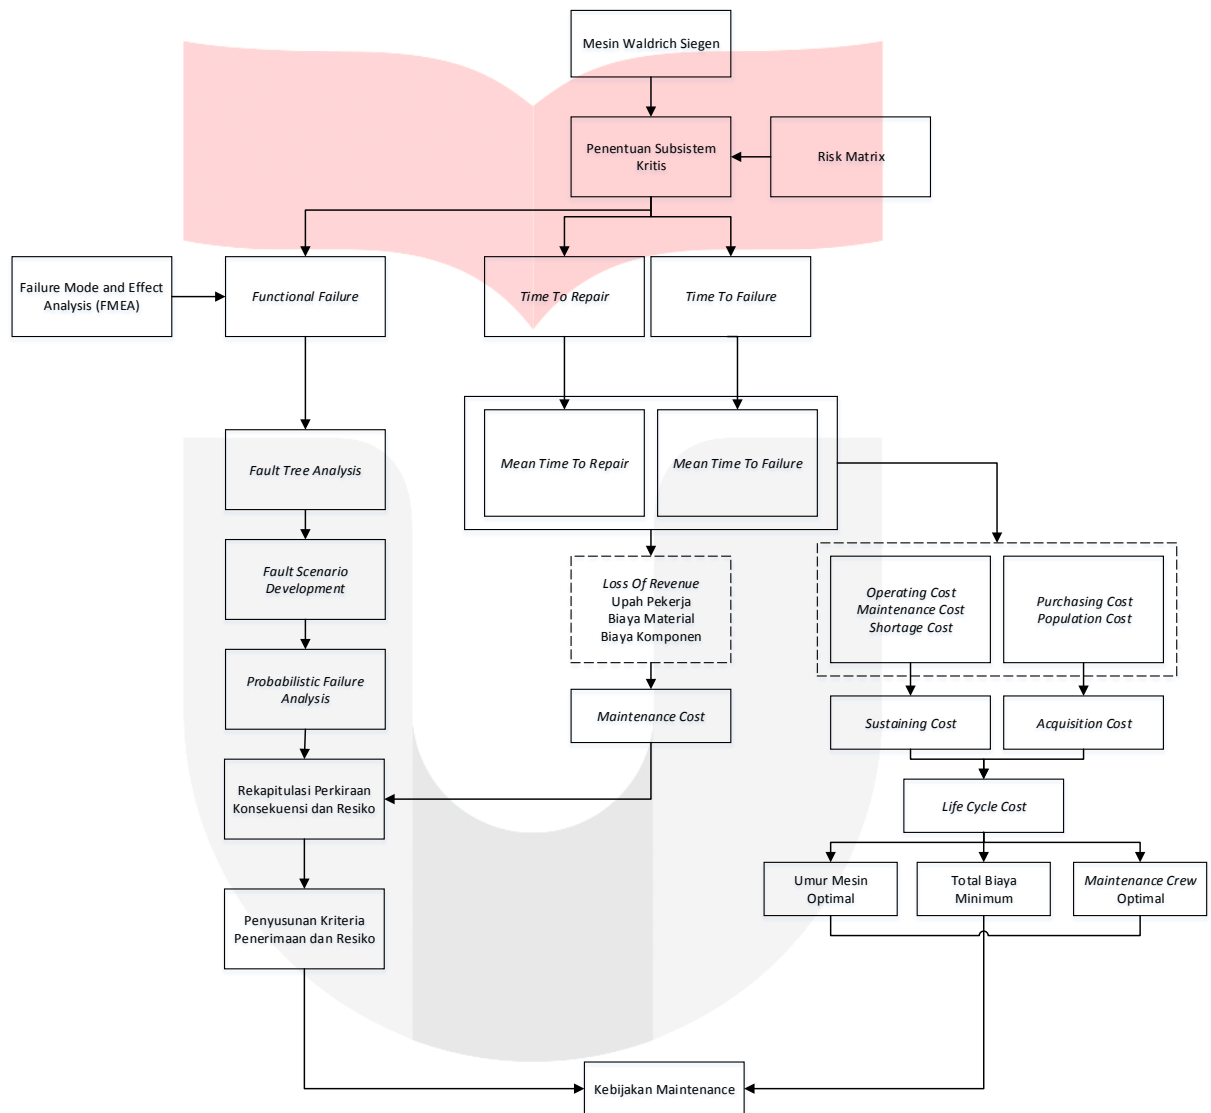 Mesin Waldrich Siegen
Penentuan Subsistem
Kritis
Risk Matrix
Failure Mode and Effect
Analysis (FMEA)
Functional Failure
Time To Repair
Time To Failure
Fault Tree Analysis
Mean Time To Repair
Mean Time To Failure
Fault Scenario
Development
Loss Of Revenue
Upah Pekerja
Biaya Material
Biaya Komponen
Operating Cost
Maintenance Cost
Shortage Cost
Purchasing Cost
Population Cost
Probabilistic Failure
Analysis
Maintenance Cost
Sustaining Cost
Acquisition Cost
Rekapitulasi Perkiraan
Konsekuensi dan Resiko
Life Cycle Cost
Umur Mesin
Optimal
Total Biaya
Minimum
Maintenance Crew
Optimal
Penyusunan Kriteria
Penerimaan dan Resiko
Kebijakan Maintenance